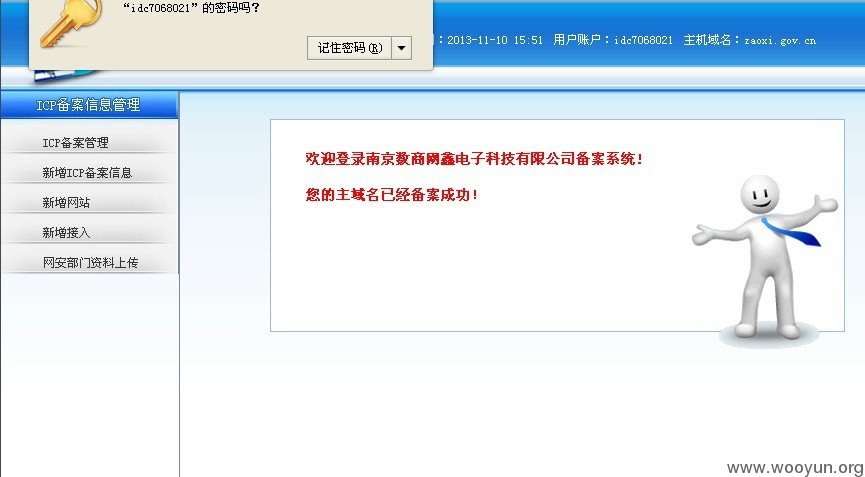 “idc7068021”的密码吗?
记住密码(R)
：2013-11-10 15:51 用户账户：idc7068021 主机域名：zaoxi.gov.cn
ICP备案信息管理
ICP备案管理
新增ICP备案信息
新增网站
新增接入
网安部门资料上传
欢迎登录南京数商网鑫电子科技有限公司备案系统！
您的主域名已经备案成功！
www.wooyun.org